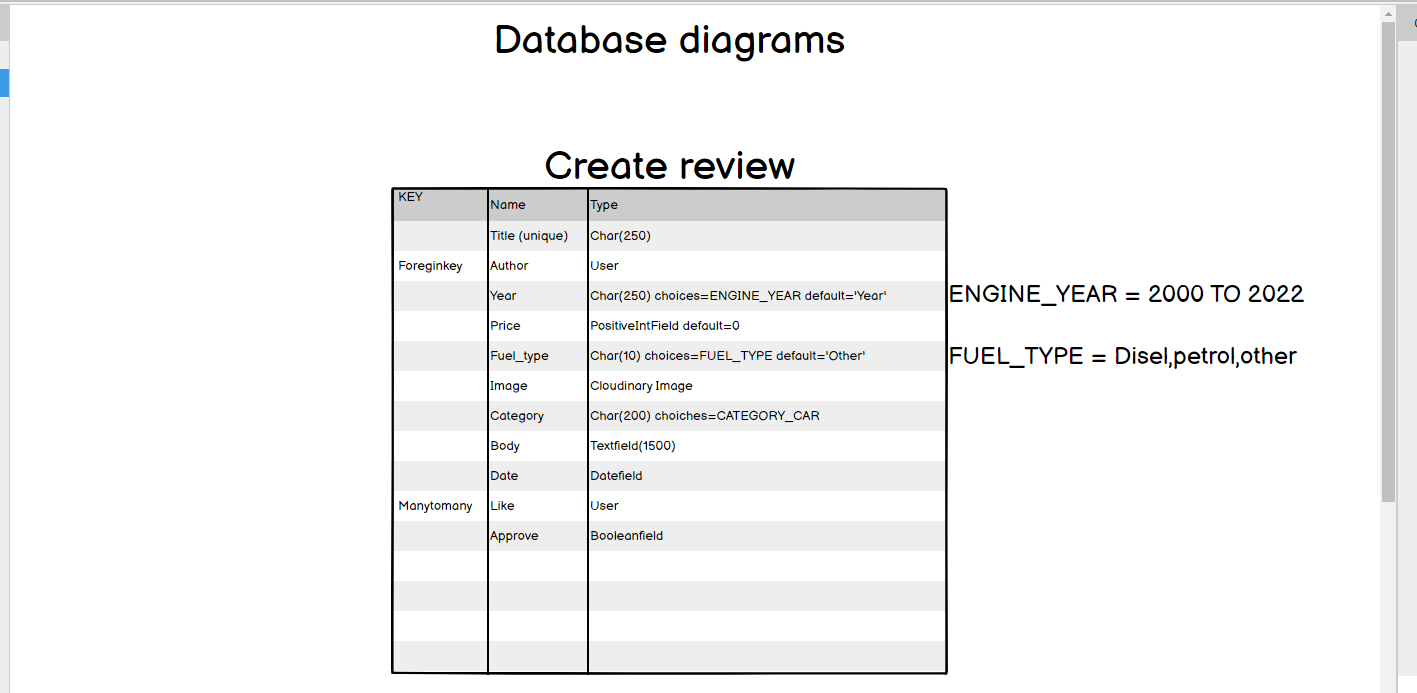 Database diagrams
Create review
KEY Name Type
Title (unique) Char(250)
Foreginkey Author User
Year Char(250) choices=ENGINE_YEAR default='Year' ENGINE_YEAR = 2000 TO 2022
Price PositiveIntField default=0
Fuel_type Char(10) choices=FUEL_TYPE default='Other' FUEL_TYPE = Disel,petrol,other
Image Cloudinary Image
Category Char(200) choiches=CATEGORY_CAR
Body Textfield(1500)
Date Datefield
Manytomany Like User
Approve Booleanfield